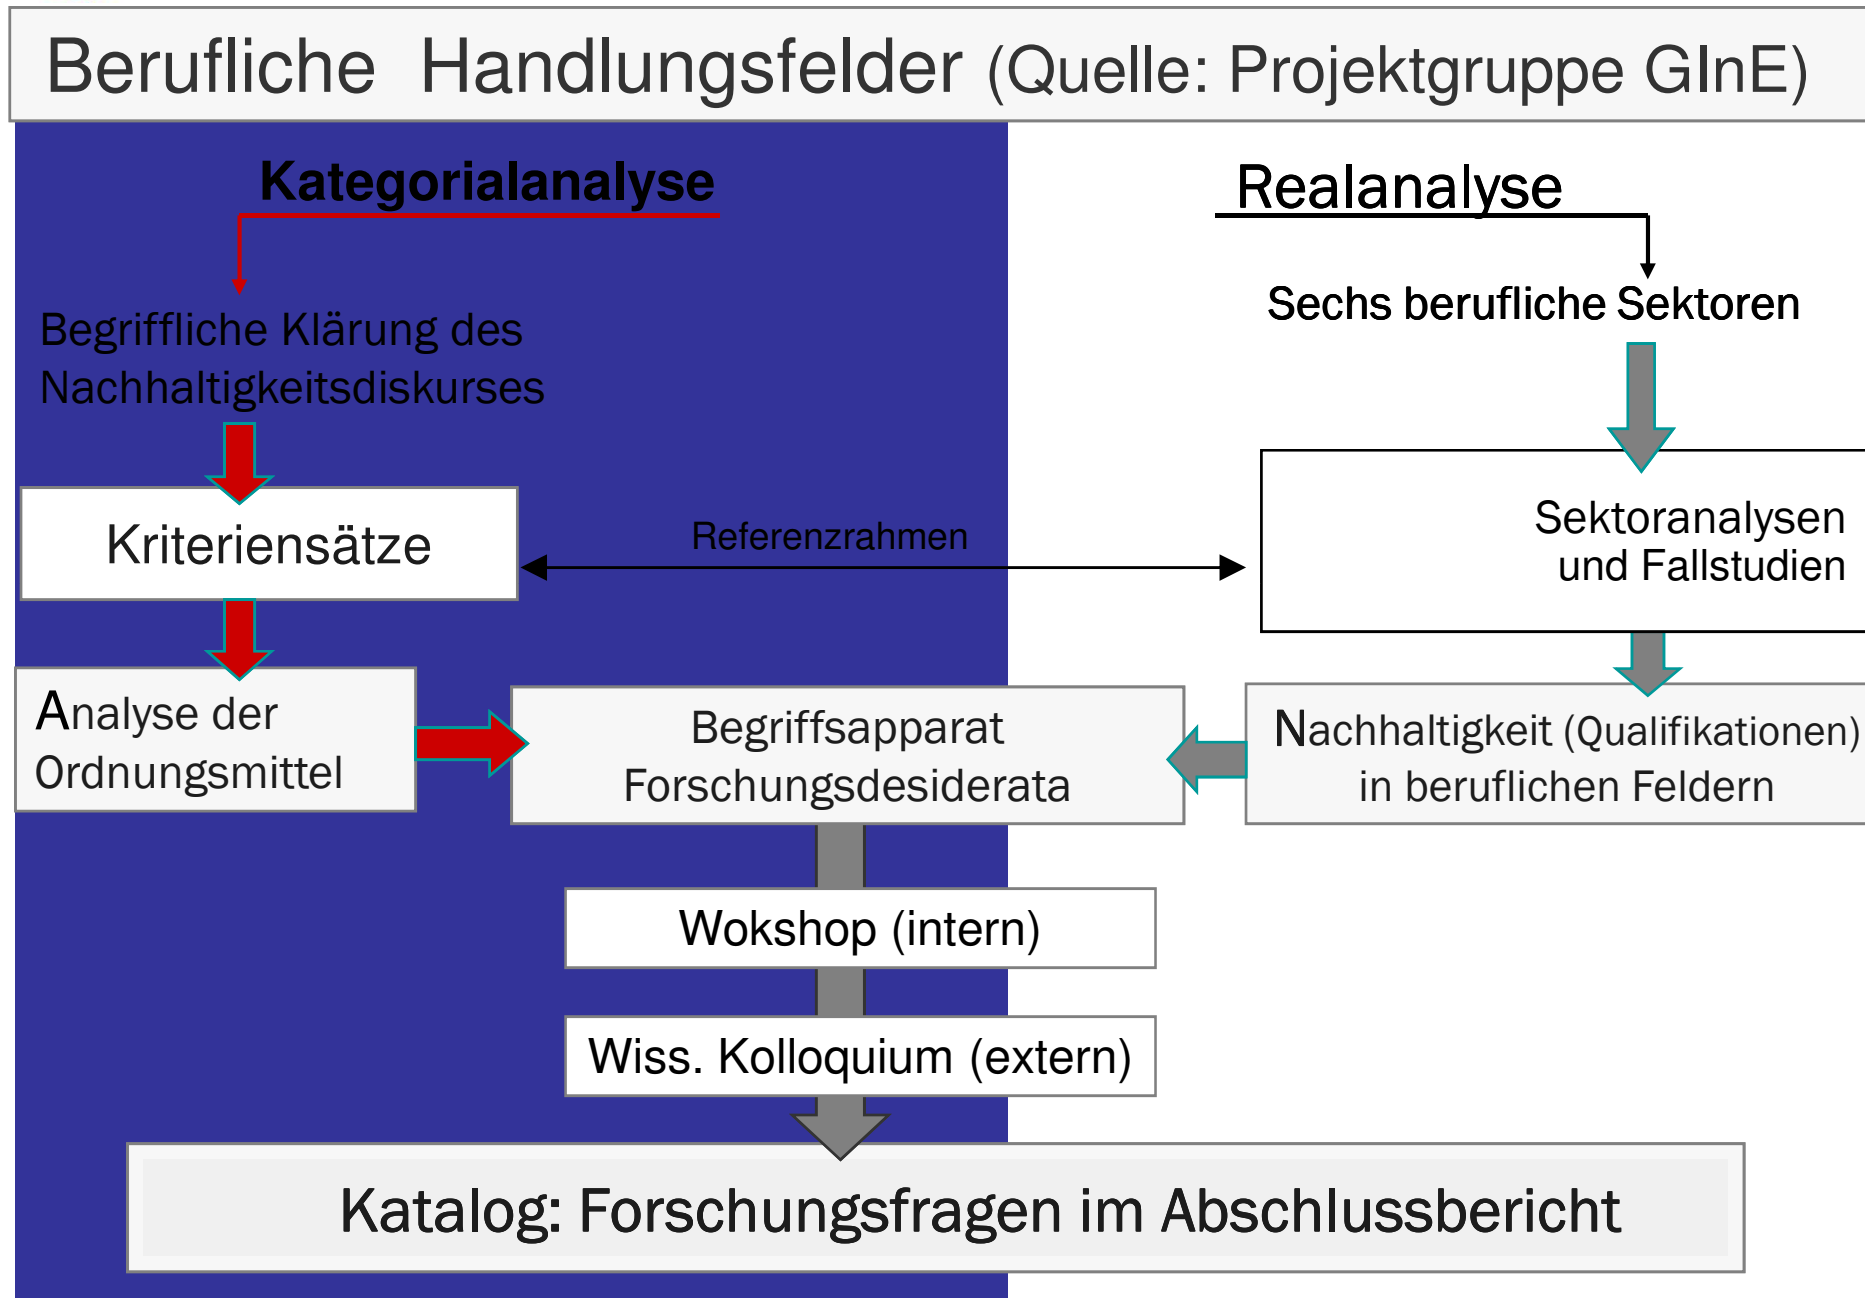 Berufliche Handlungsfelder (Quelle: Projektgruppe GInE)
Kategorialanalyse
Realanalyse
Begriffliche Klärung des
Nachhaltigkeitsdiskurses
Sechs berufliche Sektoren
Kriteriensätze
Referenzrahmen
Sektoranalysen
und Fallstudien
Analyse der
Ordnungsmittel
Begriffsapparat
Forschungsdesiderata
Nachhaltigkeit (Qualifikationen)
in beruflichen Feldern
Wokshop (intern)
Wiss. Kolloquium (extern)
Katalog: Forschungsfragen im Abschlussbericht